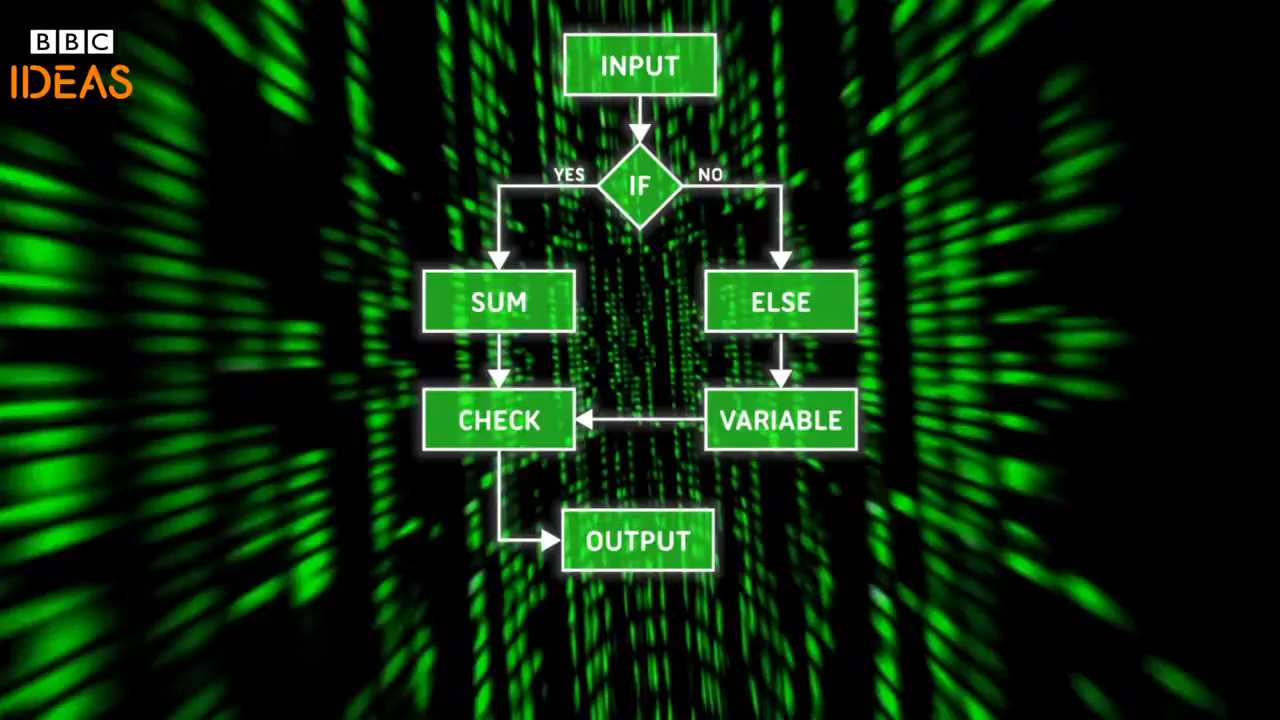 BBC
IDEAS
INPUT
YES
IF
NO
SUM
ELSE
CHECK
VARIABLE
OUTPUT